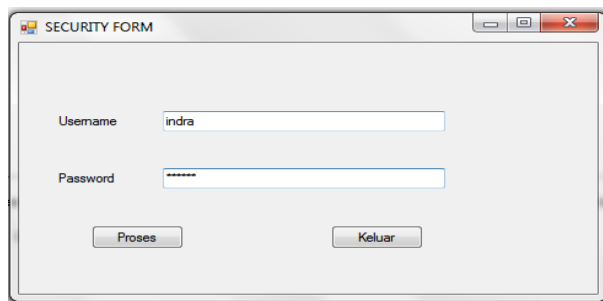 SECURITY FORM
Username indra
Password ******
Proses Keluar